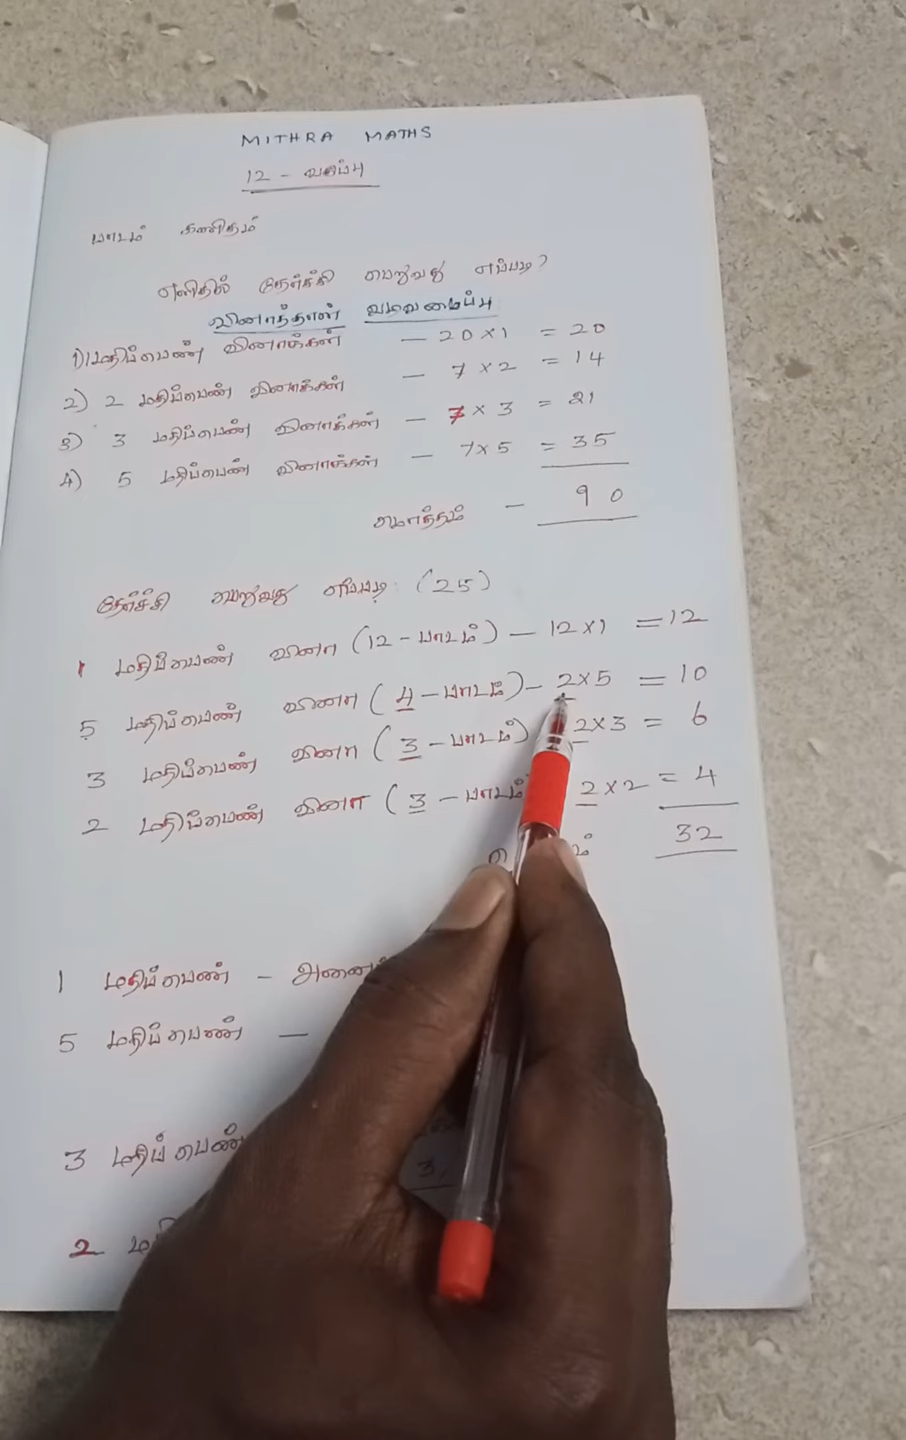 MITHRA MATHS
12 - வகுப்பு
பாடம் கணிதம்
எளிதில் தேர்ச்சி பெறுவது எப்படி?
வினாத்தாள் வடிவமைப்பு
1) 1 மதிப்பெண் வினாக்கள் - 20 × 1 = 20
2) 2 மதிப்பெண் வினாக்கள் - 7 × 2 = 14
3) 3 மதிப்பெண் வினாக்கள் - 7 × 3 = 21
4) 5 மதிப்பெண் வினாக்கள் - 7 × 5 = 35
மொத்தம் - 90
தேர்ச்சி பெறுவது எப்படி (25)
1 மதிப்பெண் வினா (12 - பாடம்) - 12 × 1 = 12
5 மதிப்பெண் வினா (4 - பாடம்) - 2 × 5 = 10
3 மதிப்பெண் வினா (3 - பாடம்) 2 × 3 = 6
2 மதிப்பெண் வினா (3 - பாடம் 2 × 2 = 4
32
1 மதிப்பெண் -
5 மதிப்பெண் -
3 மதிப்பெண்
3,
2